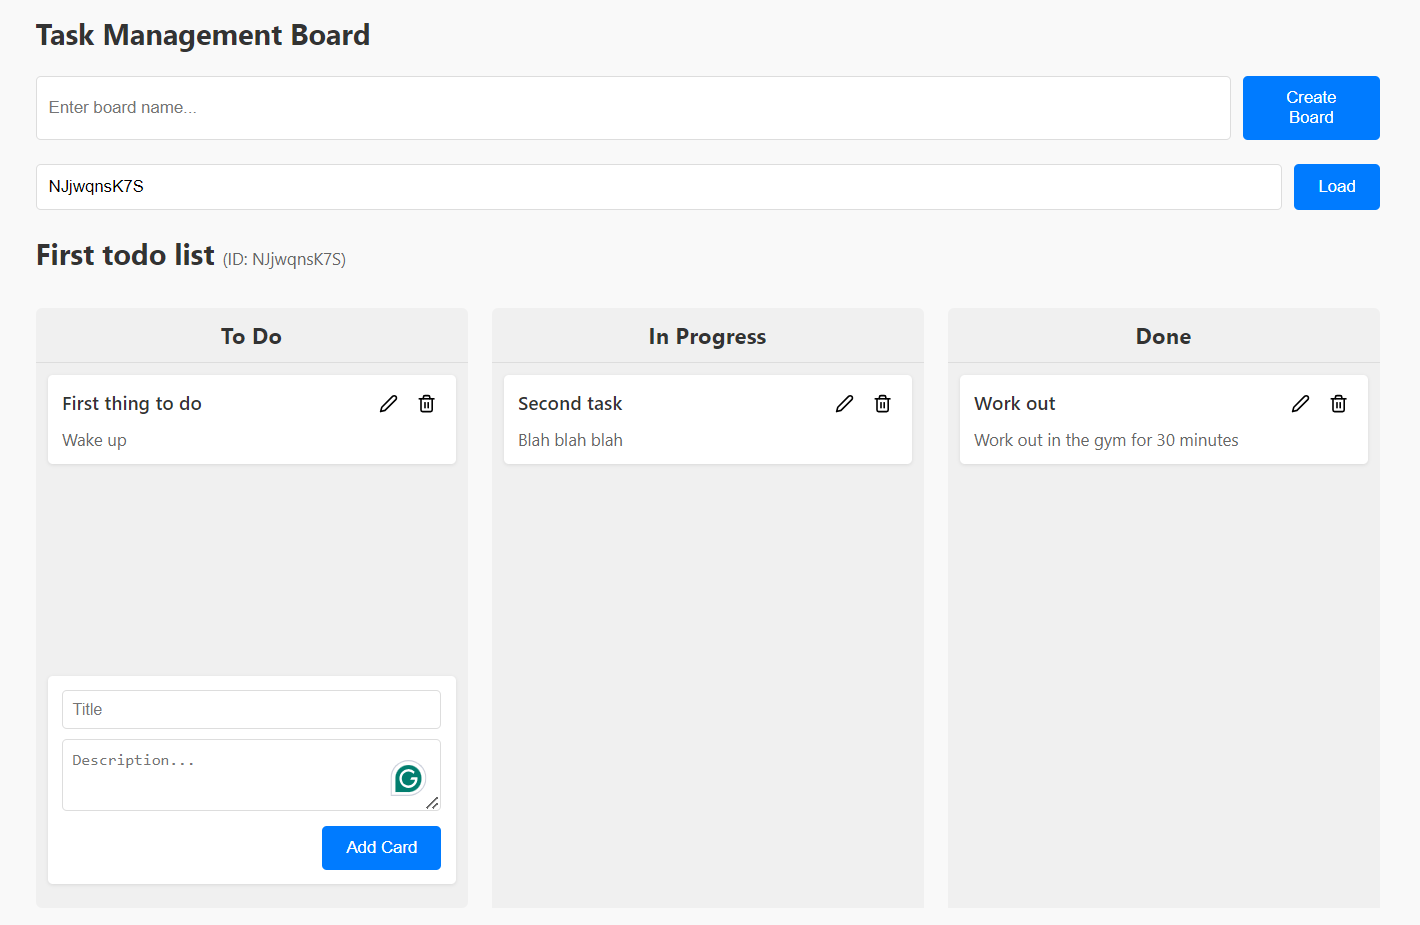 Task Management Board
Enter board name...
Create
Board
NJjwqnsK7S
Load
First todo list (ID: NJjwqnsK7S)
To Do
First thing to do
Wake up
Title
Description...
G
Add Card
In Progress
Second task
Blah blah blah
Done
Work out
Work out in the gym for 30 minutes